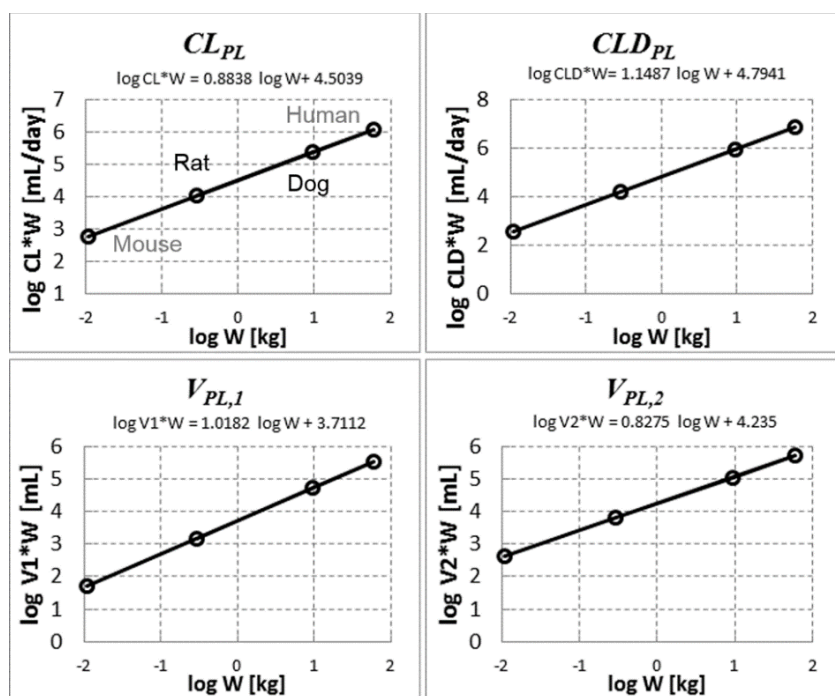 CL_PL
log CL*W = 0.8838 log W+ 4.5039
7
6
5
4
3
2
1
log CL*W [mL/day]
Human
Rat
Dog
Mouse
-2 -1 0 1 2
log W [kg]
CLD_PL
log CLD*W= 1.1487 log W + 4.7941
8
6
4
2
0
log CLD*W [mL/day]
-2 -1 0 1 2
log W [kg]
V_PL,1
log V1*W = 1.0182 log W + 3.7112
6
5
4
3
2
1
0
log V1*W [mL]
-2 -1 0 1 2
log W [kg]
V_PL,2
log V2*W = 0.8275 log W + 4.235
6
5
4
3
2
1
0
log V2*W [mL]
-2 -1 0 1 2
log W [kg]